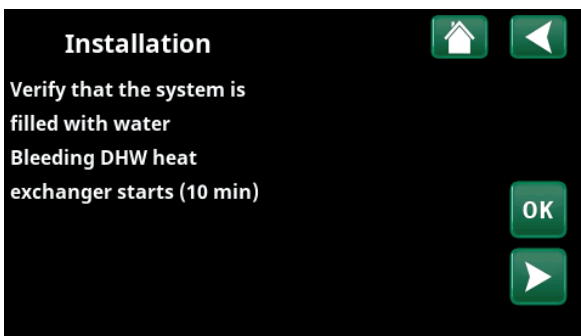 Installation
Verify that the system is
filled with water
Bleeding DHW heat
exchanger starts (10 min)
OK